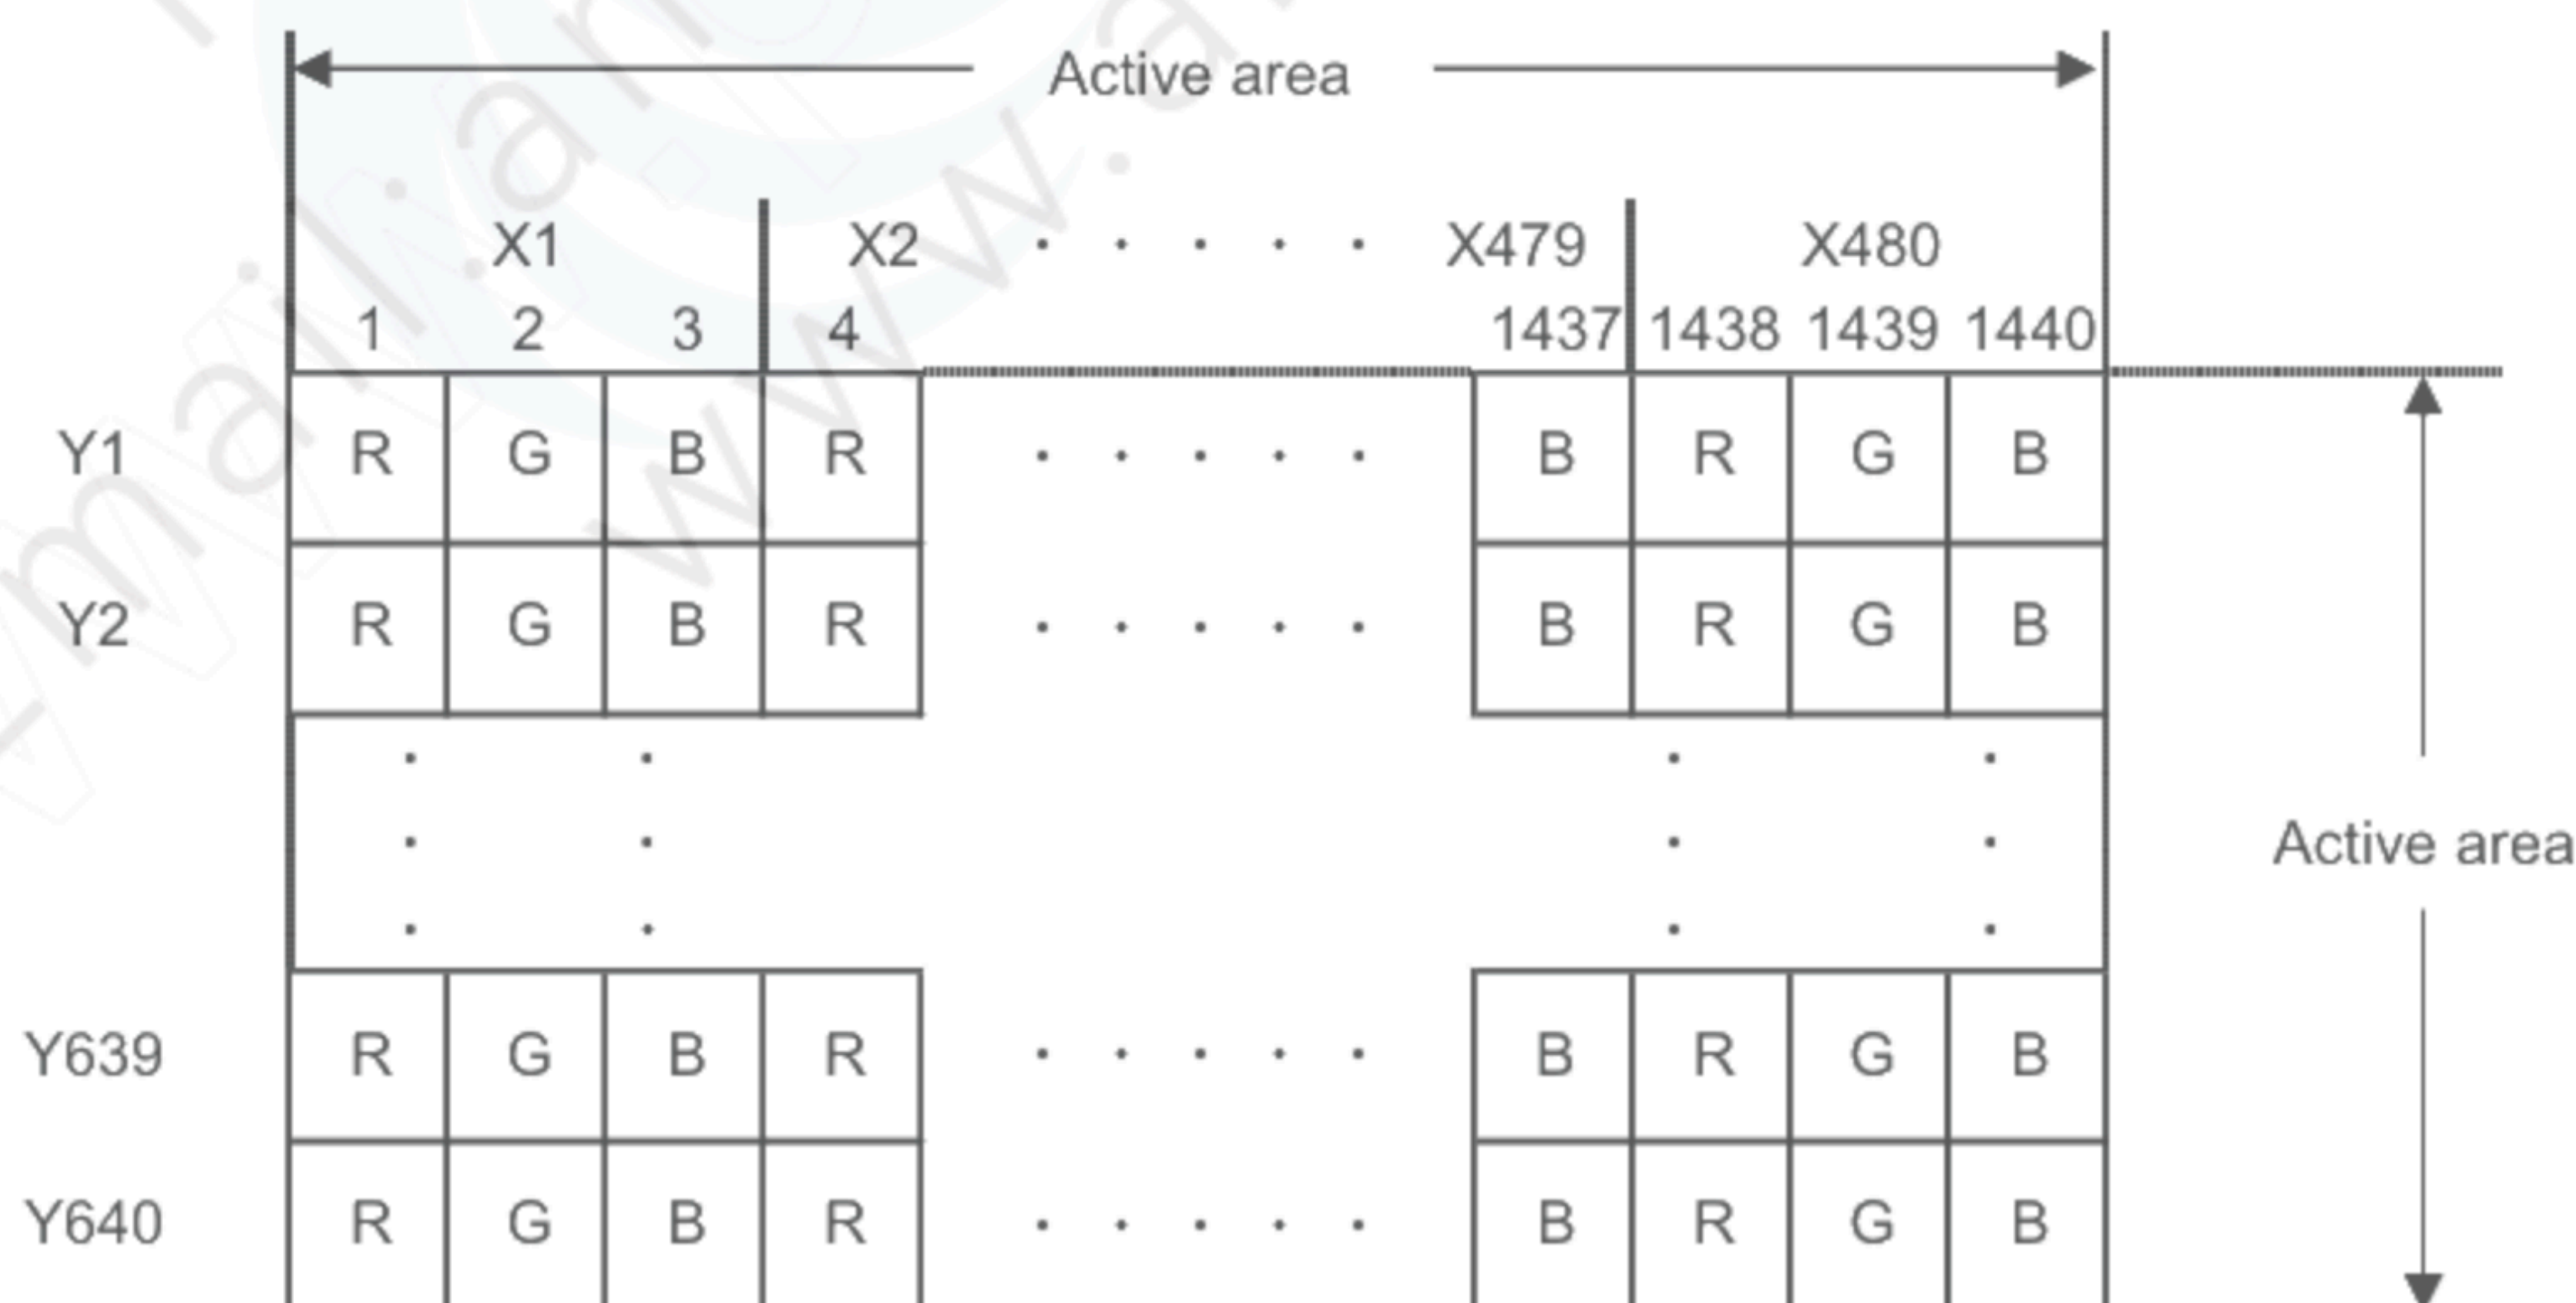 Active area
X1 X2 . . . . . X479 X480
1 2 3 4 1437 1438 1439 1440
Y1 R G B R . . . . . B R G B
Y2 R G B R . . . . . B R G B
Active area
Y639 R G B R . . . . . B R G B
Y640 R G B R . . . . . B R G B